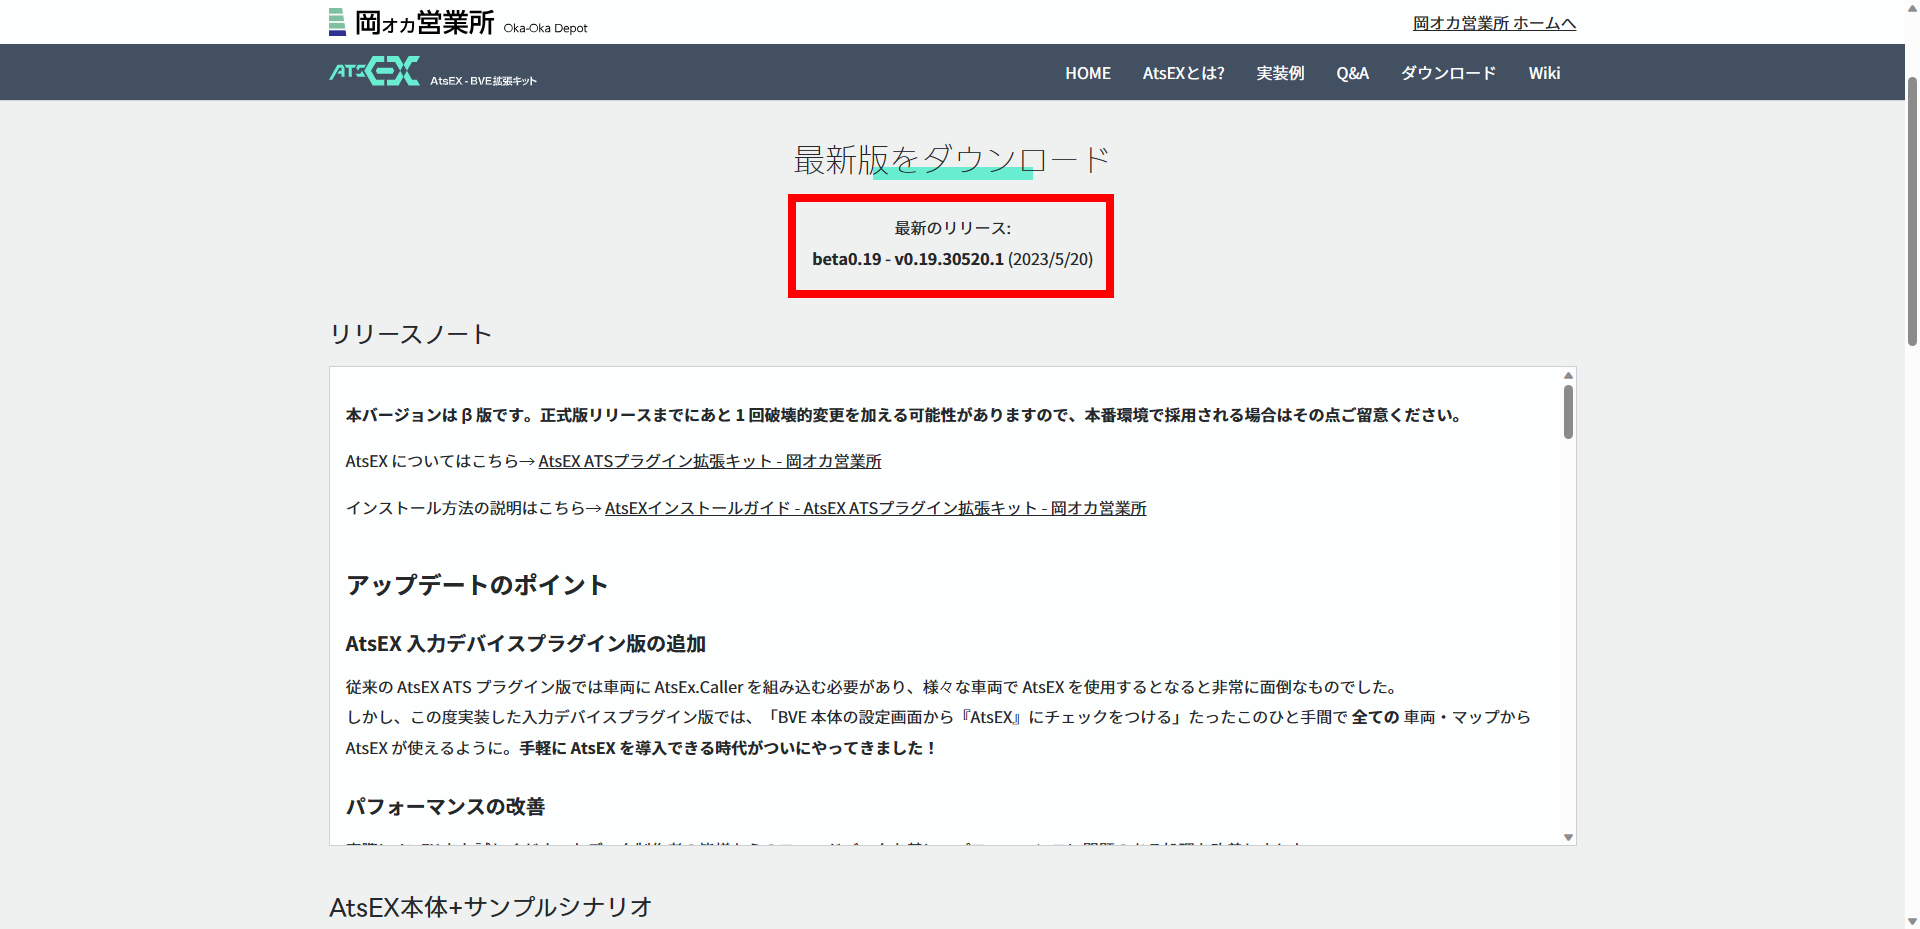 岡オカ営業所 Oka-Oka Depot
岡オカ営業所 ホームへ
ATSEX AtsEX - BVE拡張キット
HOME AtsEXとは? 実装例 Q&A ダウンロード Wiki
最新版をダウンロード
最新のリリース:
beta0.19 - v0.19.30520.1 (2023/5/20)
リリースノート
本バージョンは β 版です。正式版リリースまでにあと 1 回破壊的変更を加える可能性がありますので、本番環境で採用される場合はその点ご留意ください。
AtsEX についてはこちら→ AtsEX ATSプラグイン拡張キット - 岡オカ営業所
インストール方法の説明はこちら→ AtsEXインストールガイド - AtsEX ATSプラグイン拡張キット - 岡オカ営業所
アップデートのポイント
AtsEX 入力デバイスプラグイン版の追加
従来の AtsEX ATS プラグイン版では車両に AtsEx.Caller を組み込む必要があり、様々な車両で AtsEX を使用するとなると非常に面倒なものでした。
しかし、この度実装した入力デバイスプラグイン版では、「BVE 本体の設定画面から『AtsEX』にチェックをつける」たったこのひと手間で 全ての 車両・マップから
AtsEX が使えるように。手軽に AtsEX を導入できる時代がついにやってきました！
パフォーマンスの改善
AtsEX本体+サンプルシナリオ